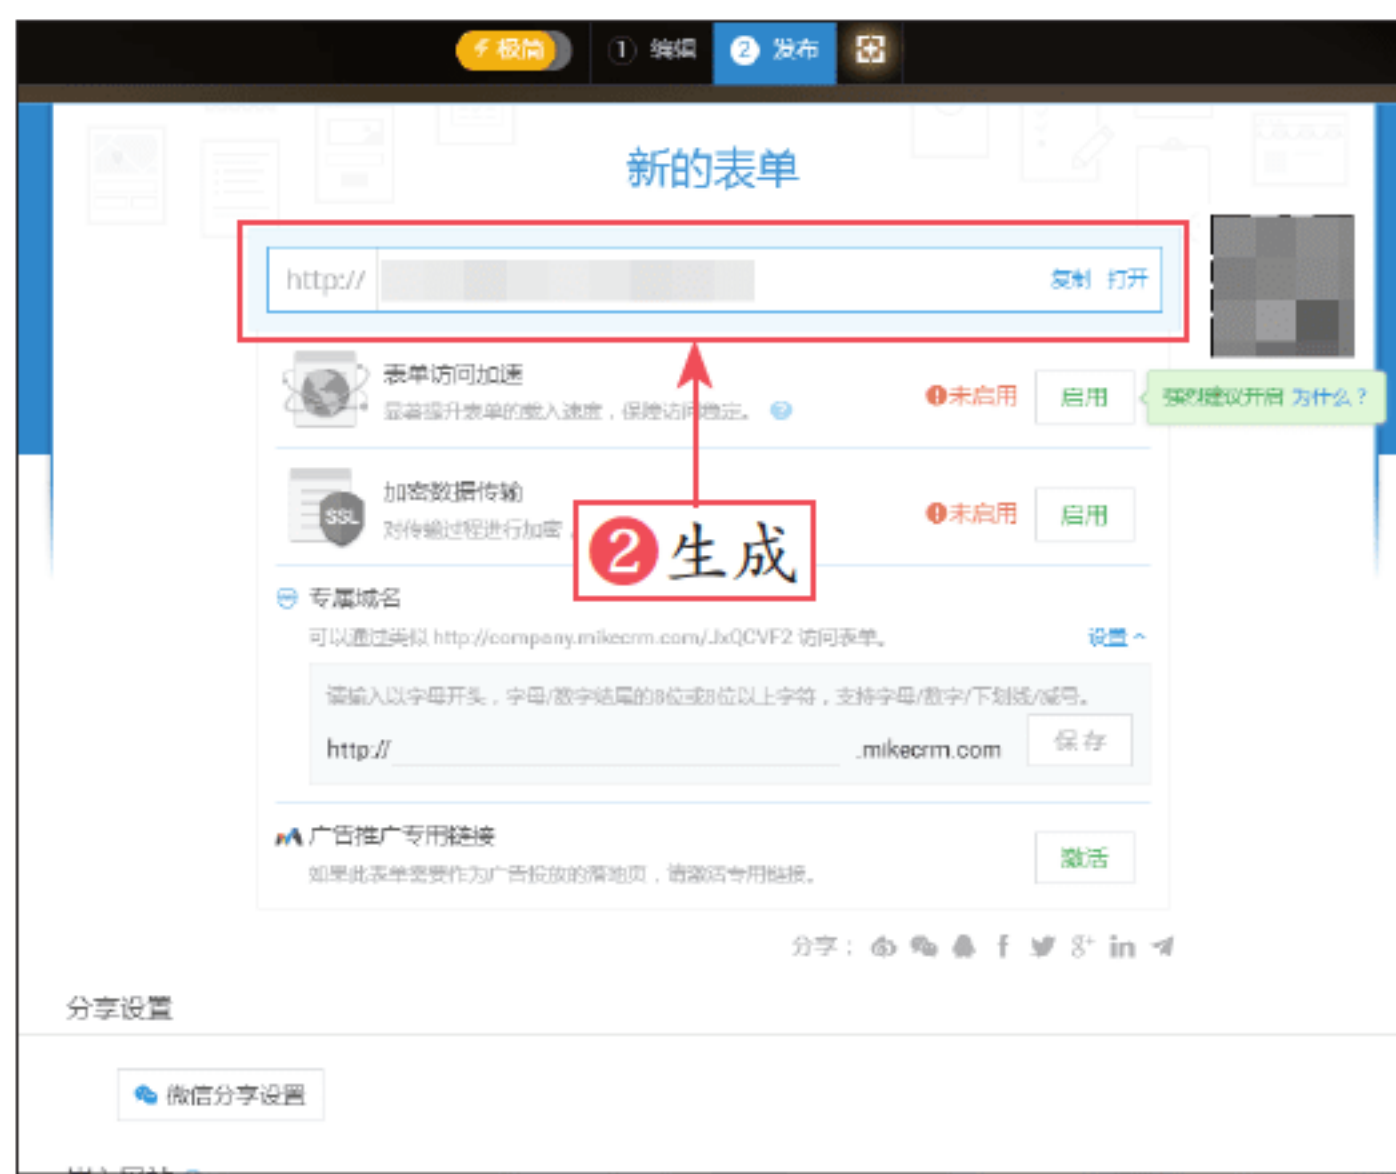 极简 1 编辑 2 发布
新的表单
http:// 复制 打开
表单访问加速
显著提升表单的载入速度，保障访问稳定。
未启用 启用 强烈建议开启 为什么？
加密数据传输
SSL
对传输过程进行加密，
未启用 启用
2 生成
专属域名
可以通过类似 http://company.mikecrm.com/JxQCVF2 访问表单。 设置
请输入以字母开头，字母/数字结尾的8位或8位以上字符，支持字母/数字/下划线/减号。
http:// .mikecrm.com 保存
广告推广专用链接
如果此表单需要作为广告投放的落地页，请激活专用链接。
激活
分享： f g+ in
分享设置
微信分享设置